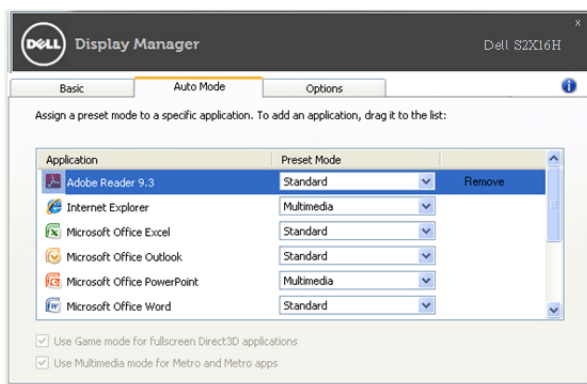 DELL Display Manager Dell S2X16H x
Basic Auto Mode Options
Assign a preset mode to a specific application. To add an application, drag it to the list:
Application Preset Mode
Adobe Reader 9.3 Standard Remove
Internet Explorer Multimedia
Microsoft Office Excel Standard
Microsoft Office Outlook Standard
Microsoft Office PowerPoint Multimedia
Microsoft Office Word Standard
Use Game mode for fullscreen Direct3D applications
Use Multimedia mode for Metro and Metro apps